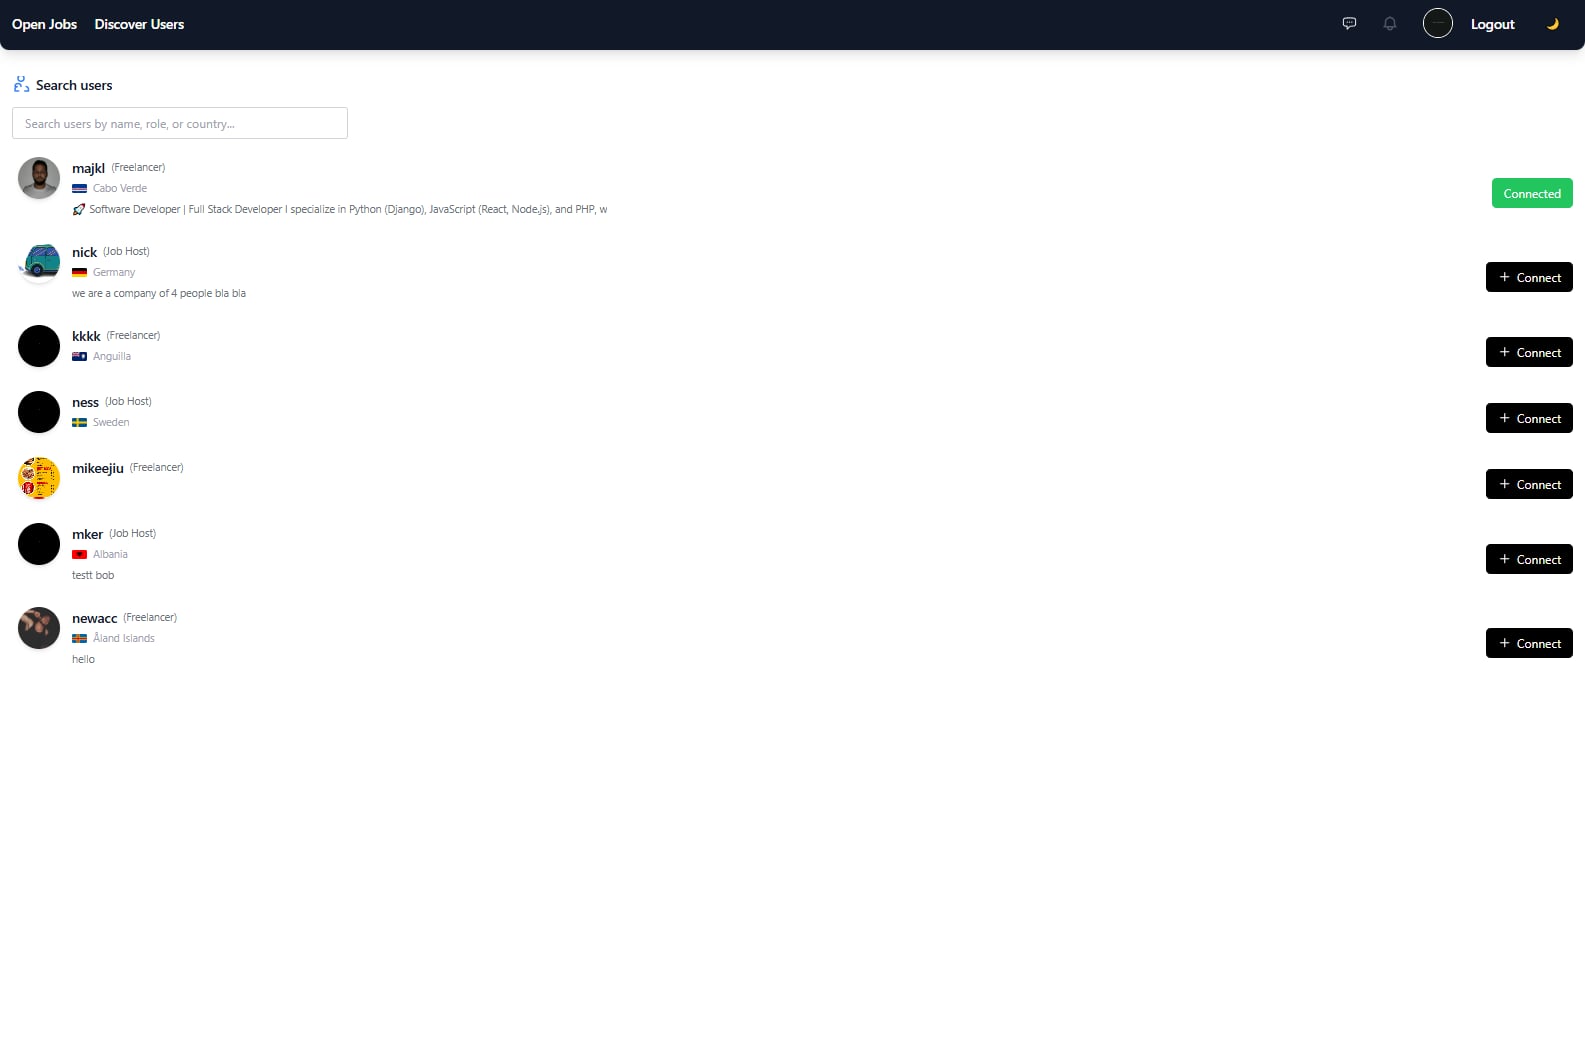 Open Jobs Discover Users Logout
Search users
Search users by name, role, or country...
majkl (Freelancer)
Cabo Verde
🚀 Software Developer | Full Stack Developer I specialize in Python (Django), JavaScript (React, Node.js), and PHP, w
Connected
nick (Job Host)
Germany
we are a company of 4 people bla bla
+ Connect
kkkk (Freelancer)
Anguilla
+ Connect
ness (Job Host)
Sweden
+ Connect
mikeejiu (Freelancer)
+ Connect
mker (Job Host)
Albania
testt bob
+ Connect
newacc (Freelancer)
Åland Islands
hello
+ Connect